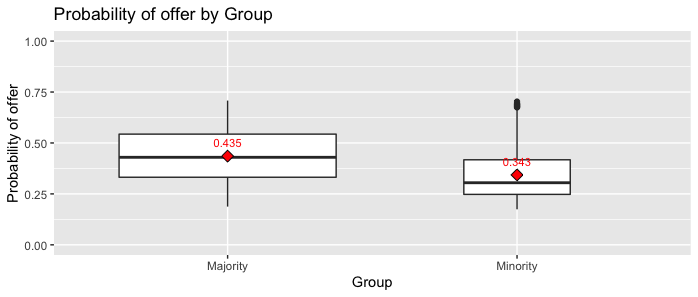 Probability of offer by Group
Probability of offer
1.00
0.75
0.50
0.25
0.00
0.435
0.343
Majority
Minority
Group